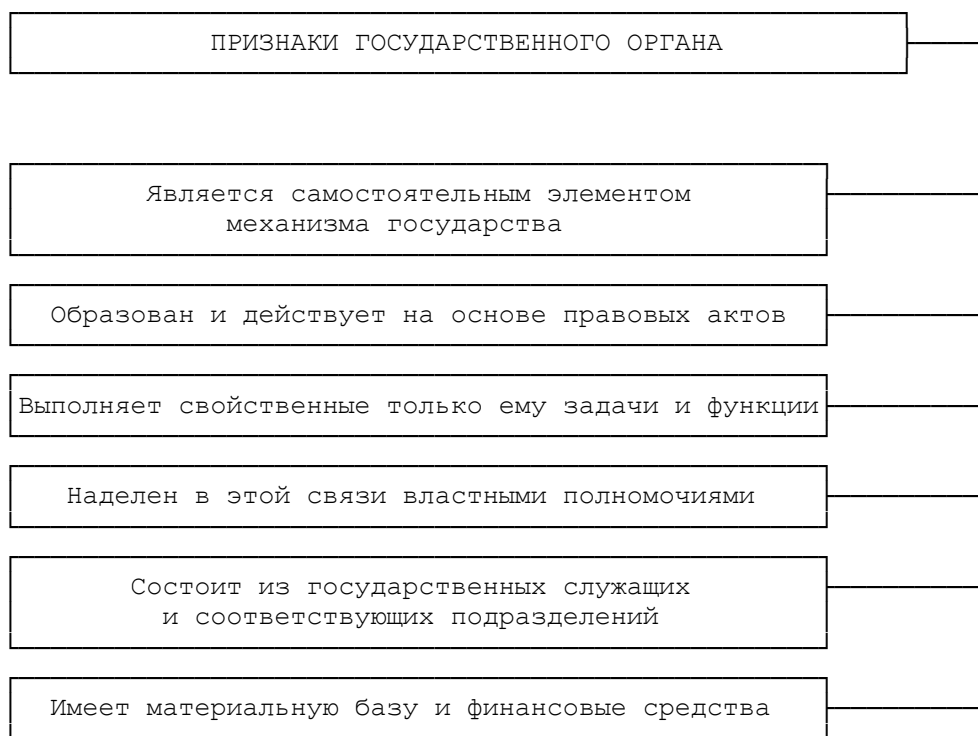 ПРИЗНАКИ ГОСУДАРСТВЕННОГО ОРГАНА
Является самостоятельным элементом
механизма государства
Образован и действует на основе правовых актов
Выполняет свойственные только ему задачи и функции
Наделен в этой связи властными полномочиями
Состоит из государственных служащих
и соответствующих подразделений
Имеет материальную базу и финансовые средства